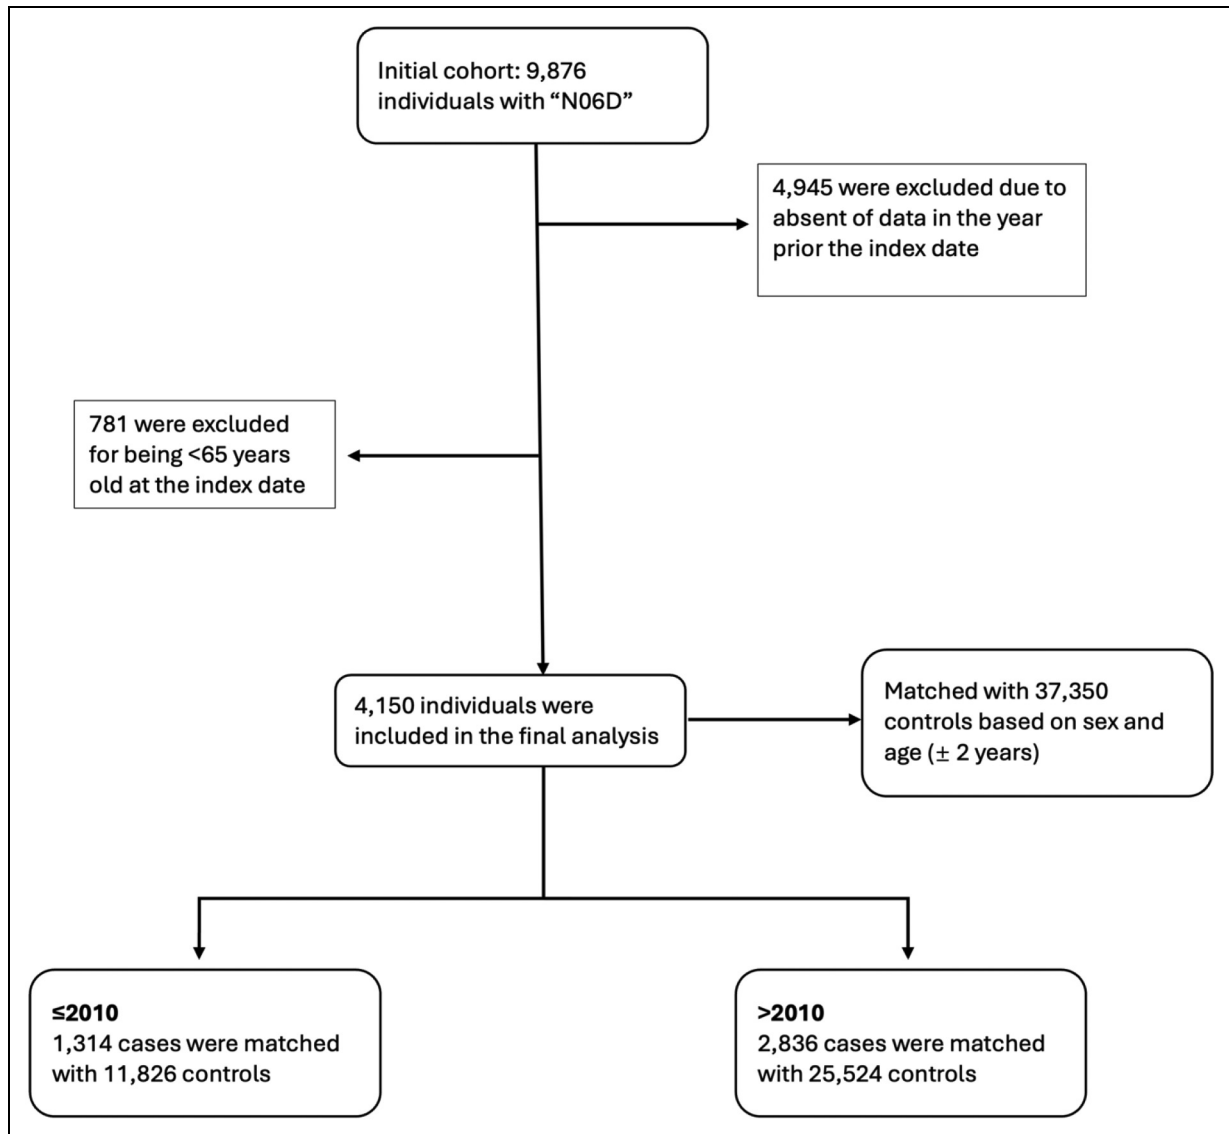 Initial cohort: 9,876
individuals with “N06D”
4,945 were excluded due to
absent of data in the year
prior the index date
781 were excluded
for being <65 years
old at the index date
4,150 individuals were
included in the final analysis
Matched with 37,350
controls based on sex and
age (± 2 years)
≤2010
1,314 cases were matched
with 11,826 controls
>2010
2,836 cases were matched
with 25,524 controls